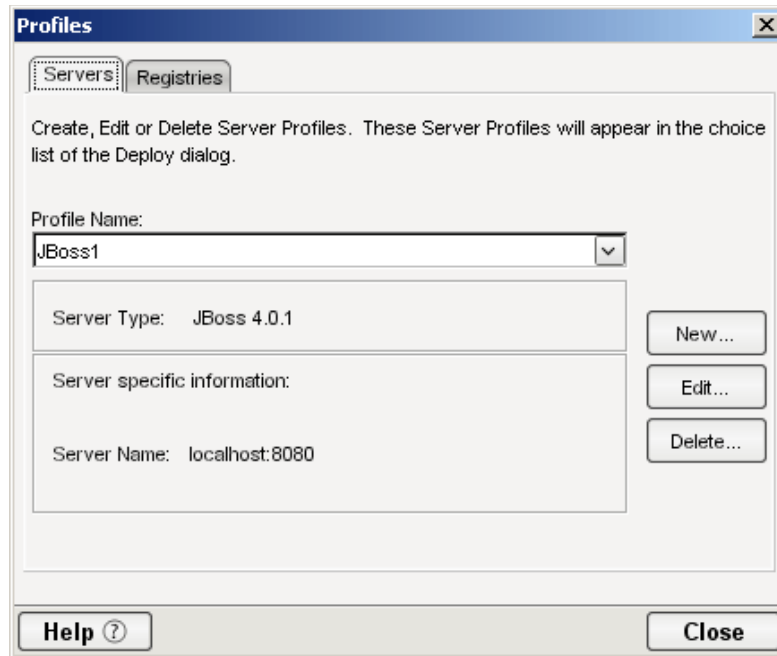 Profiles
Servers
Registries
Create, Edit or Delete Server Profiles. These Server Profiles will appear in the choice
list of the Deploy dialog.
Profile Name:
JBoss1
Server Type: JBoss 4.0.1
New...
Server specific information:
Edit...
Delete...
Server Name: localhost:8080
Help ?
Close